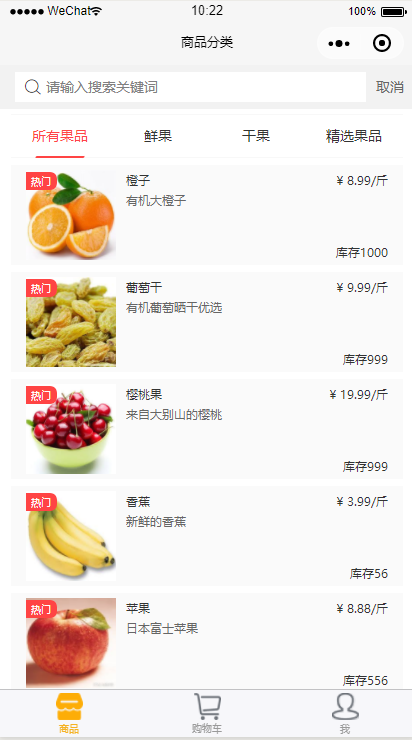 WeChat 10:22 100%
商品分类
请输入搜索关键词 取消
所有果品 鲜果 干果 精选果品
热门 橙子 ¥ 8.99/斤
有机大橙子
库存1000
热门 葡萄干 ¥ 9.99/斤
有机葡萄晒干优选
库存999
热门 樱桃果 ¥ 19.99/斤
来自大别山的樱桃
库存999
热门 香蕉 ¥ 3.99/斤
新鲜的香蕉
库存56
热门 苹果 ¥ 8.88/斤
日本富士苹果
库存556
商品 购物车 我